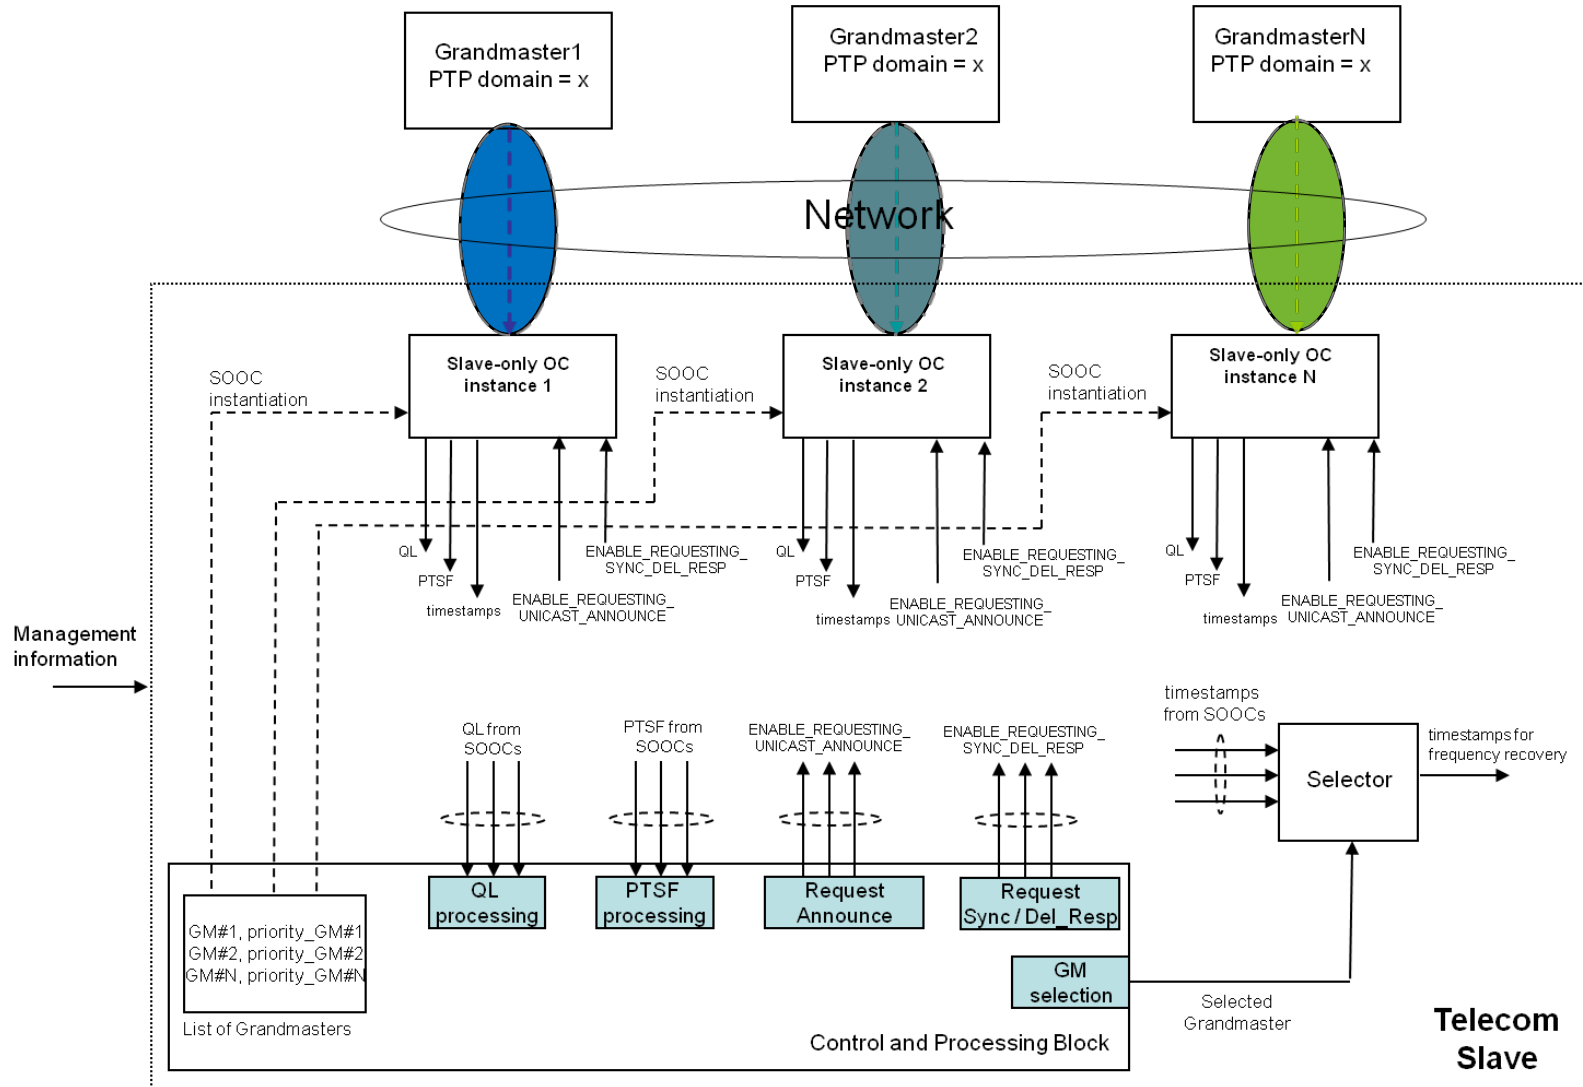 Grandmaster1
PTP domain = x
Grandmaster2
PTP domain = x
GrandmasterN
PTP domain = x
Network
Slave-only OC
instance 1
Slave-only OC
instance 2
Slave-only OC
instance N
SOOC
instantiation
SOOC
instantiation
SOOC
instantiation
QL
PTSF
timestamps
ENABLE_REQUESTING_
UNICAST_ANNOUNCE
ENABLE_REQUESTING_
SYNC_DEL_RESP
QL
PTSF
timestamps
ENABLE_REQUESTING_
UNICAST_ANNOUNCE
ENABLE_REQUESTING_
SYNC_DEL_RESP
QL
PTSF
timestamps
ENABLE_REQUESTING_
UNICAST_ANNOUNCE
ENABLE_REQUESTING_
SYNC_DEL_RESP
Management
information
QL from
SOOCs
PTSF from
SOOCs
ENABLE_REQUESTING_
UNICAST_ANNOUNCE
ENABLE_REQUESTING_
SYNC_DEL_RESP
timestamps
from SOOCs
Selector
timestamps for
frequency recovery
QL
processing
PTSF
processing
Request
Announce
Request
Sync / Del_Resp
GM#1, priority_GM#1
GM#2, priority_GM#2
GM#N, priority_GM#N
List of Grandmasters
GM
selection
Selected
Grandmaster
Control and Processing Block
Telecom
Slave